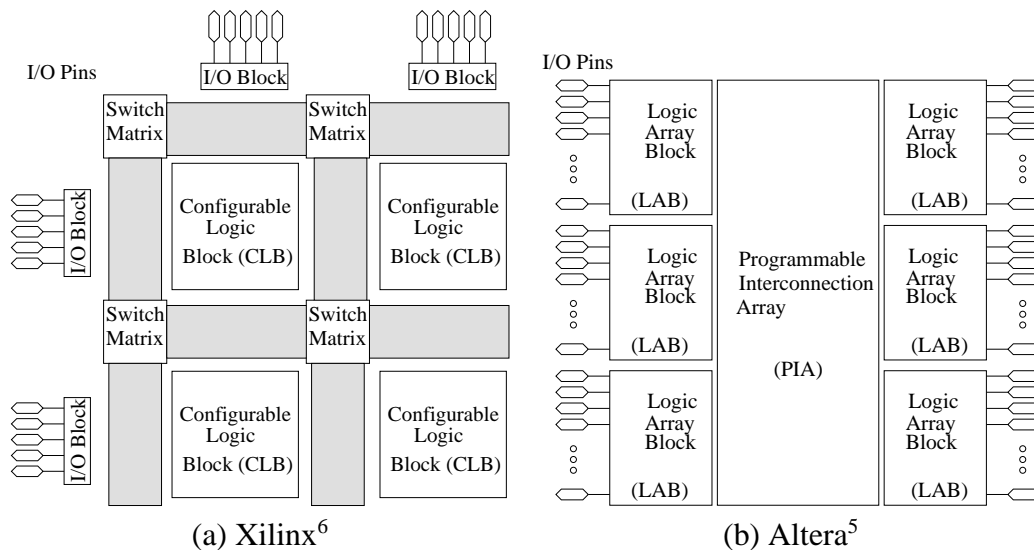 I/O Pins
I/O Block
I/O Block
Switch
Matrix
Switch
Matrix
I/O Block
Configurable
Logic
Block (CLB)
Configurable
Logic
Block (CLB)
Switch
Matrix
Switch
Matrix
I/O Block
Configurable
Logic
Block (CLB)
Configurable
Logic
Block (CLB)
(a) Xilinx⁶
I/O Pins
Logic
Array
Block
(LAB)
Logic
Array
Block
(LAB)
Logic
Array
Block
(LAB)
Programmable
Interconnection
Array
(PIA)
Logic
Array
Block
(LAB)
Logic
Array
Block
(LAB)
Logic
Array
Block
(LAB)
(b) Altera⁵